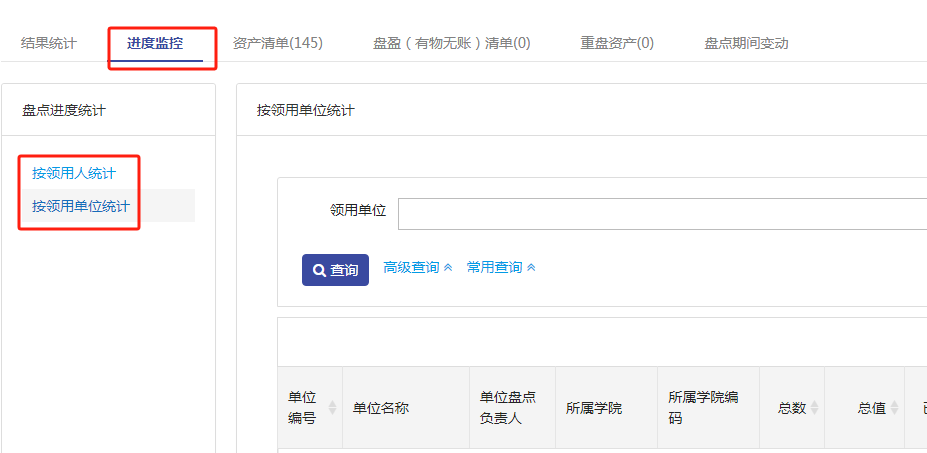 结果统计 进度监控 资产清单(145) 盘盈（有物无账）清单(0) 重盘资产(0) 盘点期间变动
盘点进度统计
按领用人统计
按领用单位统计
按领用单位统计
领用单位
查询 高级查询 常用查询
单位编号 单位名称 单位盘点负责人 所属学院 所属学院编码 总数 总值